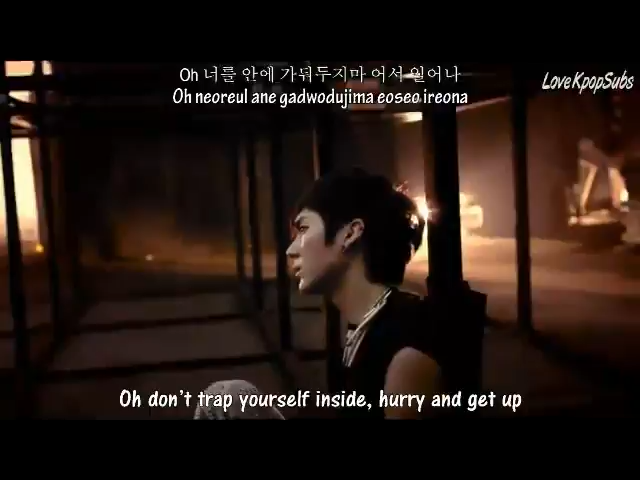 Oh 너를 안에 가둬두지마 어서 일어나
LoveKpopSubs
Oh neoreul ane gadwodujima eoseo ireona
Oh don't trap yourself inside, hurry and get up